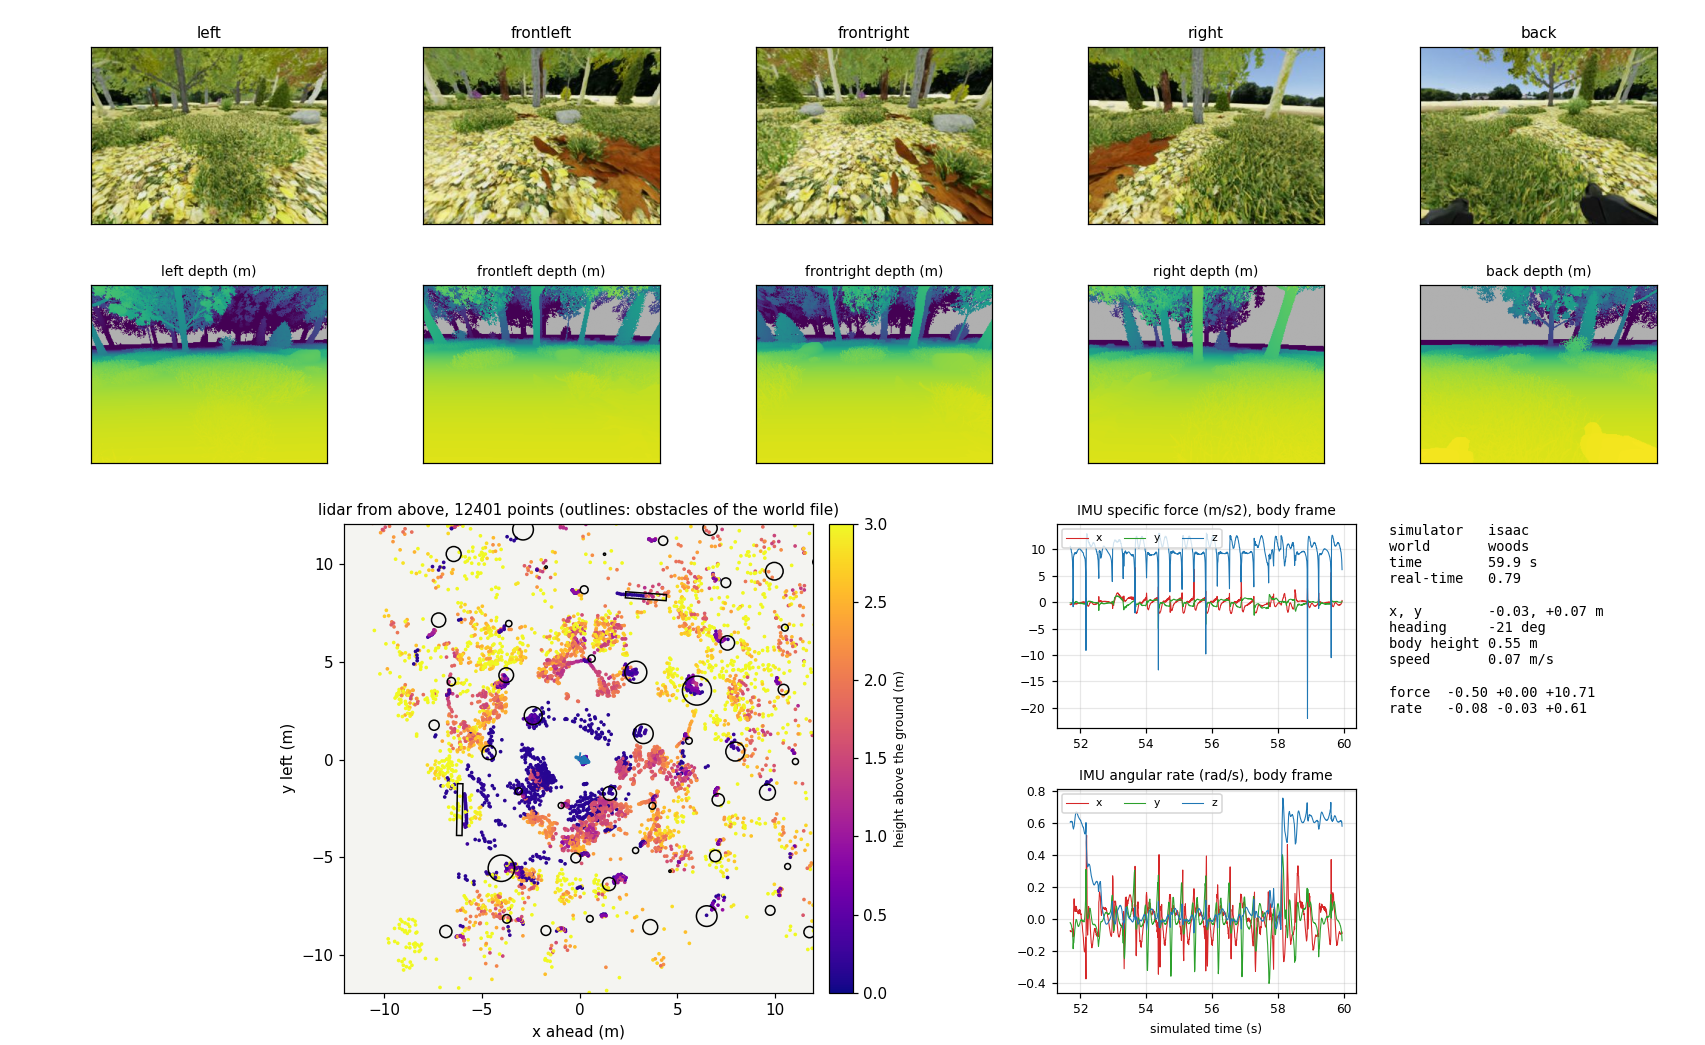 left
frontleft
frontright
right
back
left depth (m)
frontleft depth (m)
frontright depth (m)
right depth (m)
back depth (m)
lidar from above, 12401 points (outlines: obstacles of the world file)
10
5
0
−5
−10
y left (m)
−10
−5
0
5
10
x ahead (m)
3.0
2.5
2.0
1.5
1.0
0.5
0.0
height above the ground (m)
IMU specific force (m/s2), body frame
x y z
10
5
0
−5
−10
−15
−20
52
54
56
58
60
IMU angular rate (rad/s), body frame
x y z
0.8
0.6
0.4
0.2
0.0
−0.2
−0.4
52
54
56
58
60
simulated time (s)
simulator isaac
world woods
time 59.9 s
real-time 0.79
x, y -0.03, +0.07 m
heading -21 deg
body height 0.55 m
speed 0.07 m/s
force -0.50 +0.00 +10.71
rate -0.08 -0.03 +0.61